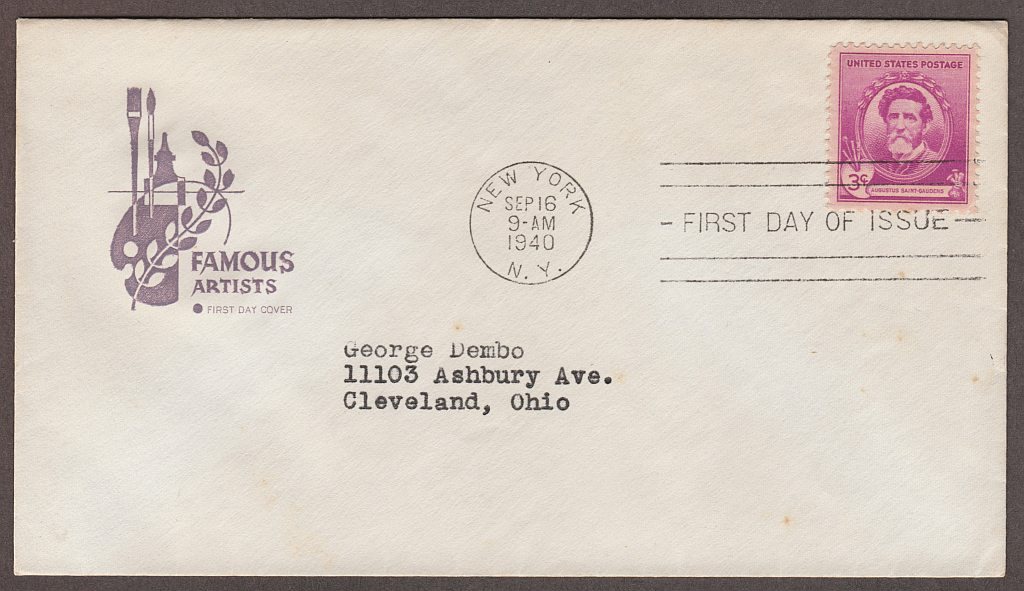 UNITED STATES POSTAGE
3¢
AUGUSTUS SAINT-GAUDENS
NEW YORK
SEP 16
9-AM
1940
N. Y.
FIRST DAY OF ISSUE
FAMOUS
ARTISTS
FIRST DAY COVER
George Dembo
11103 Ashbury Ave.
Cleveland, Ohio